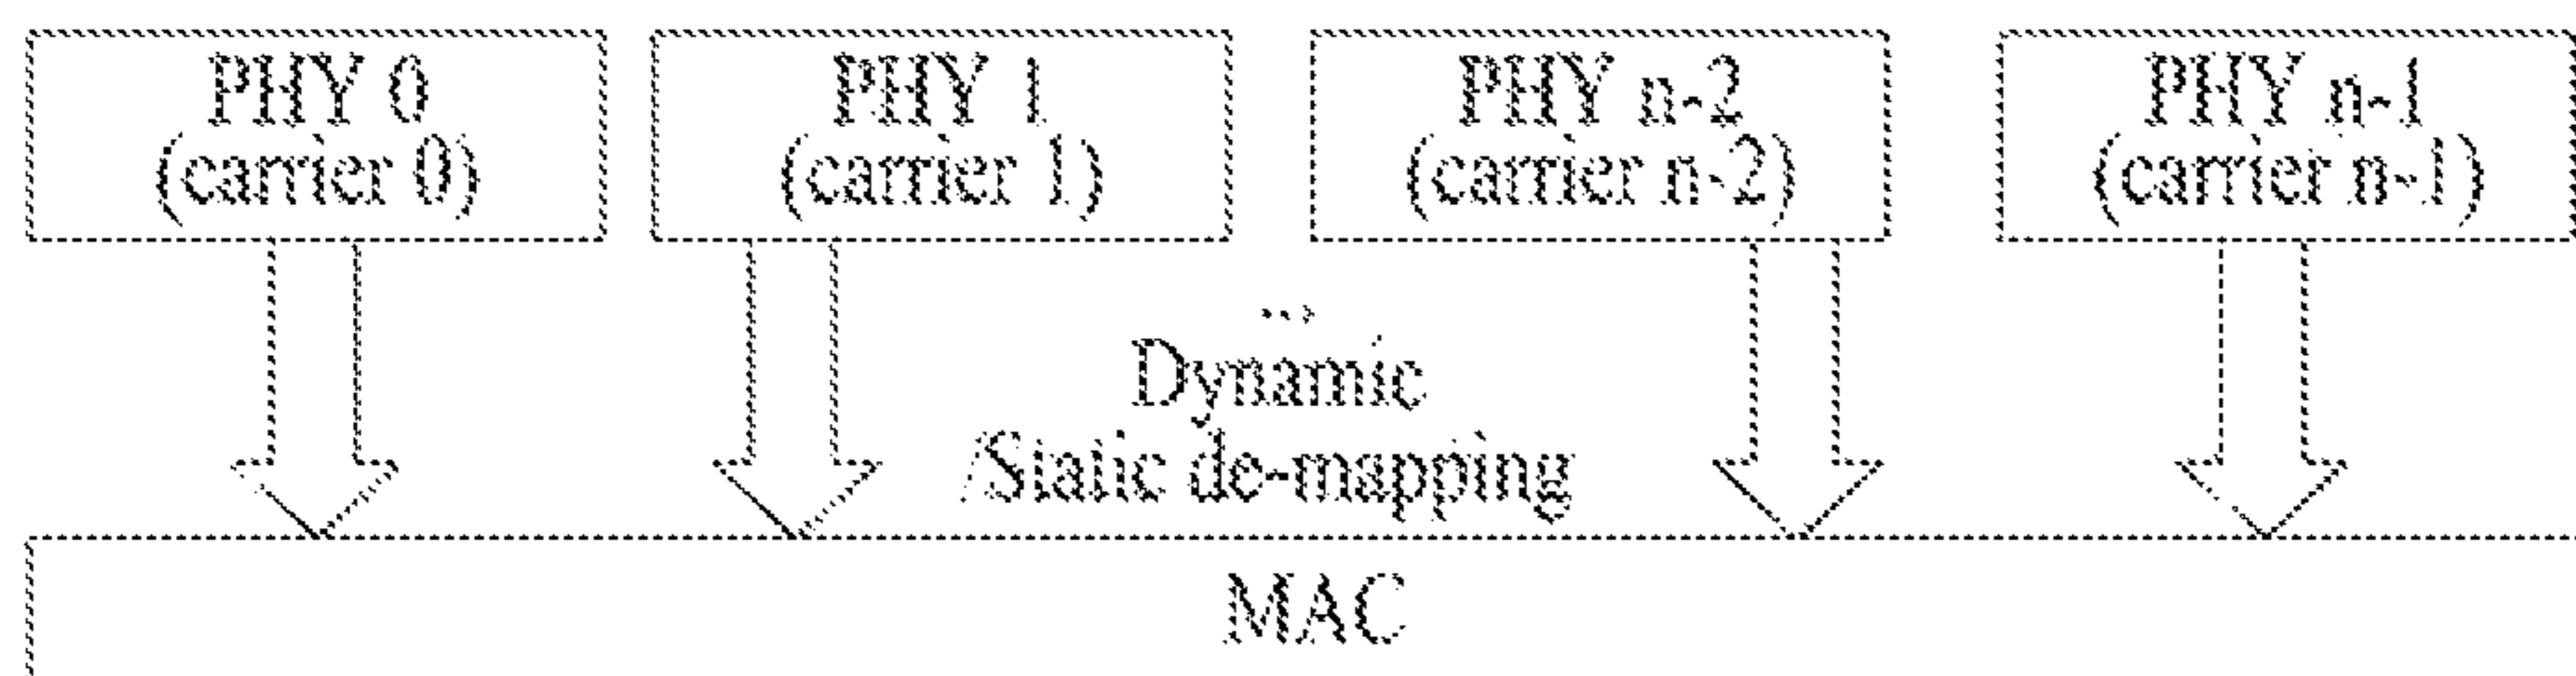 PHY 0
(carrier 0)
PHY 1
(carrier 1)
PHY n-2
(carrier n-2)
PHY n-1
(carrier n-1)
...
Dynamic
/Static de-mapping
MAC